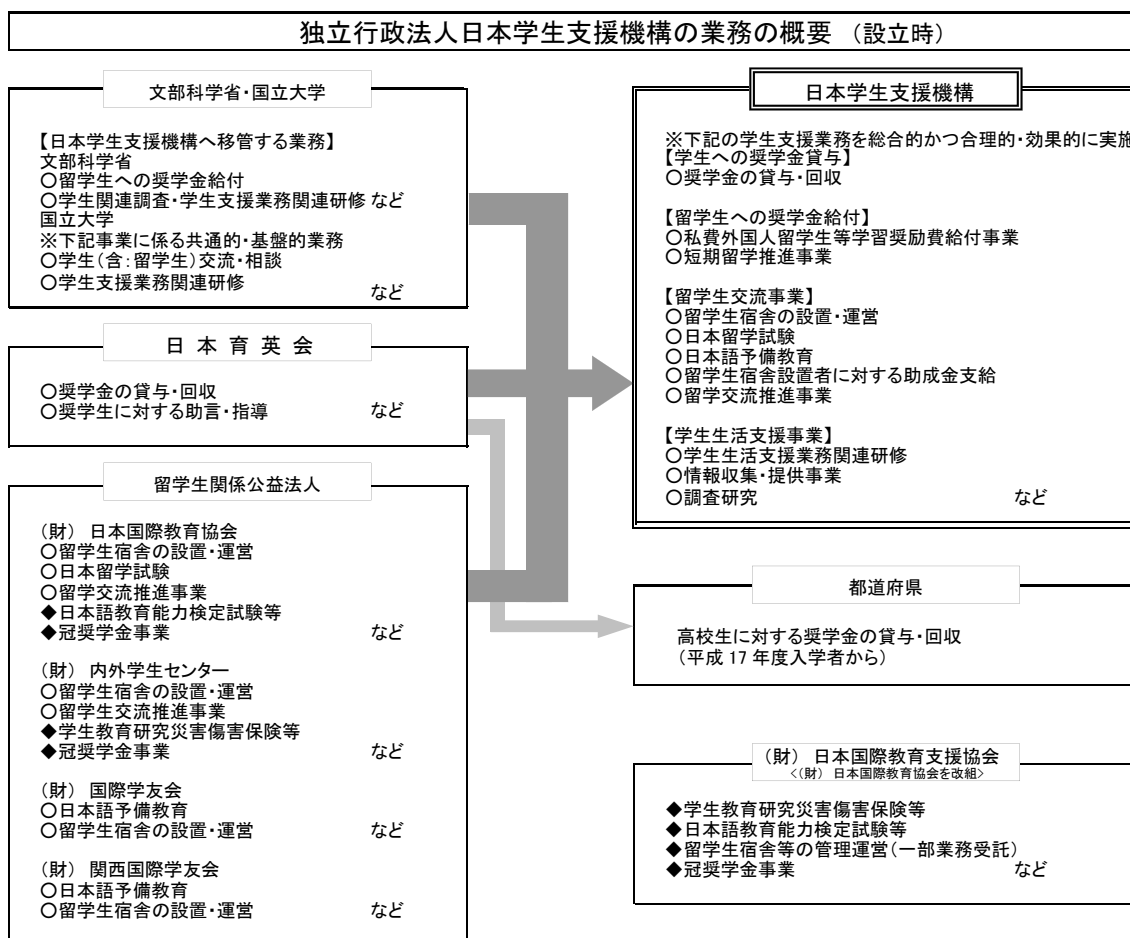 独立行政法人日本学生支援機構の業務の概要 （設立時）
文部科学省・国立大学
【日本学生支援機構へ移管する業務】
文部科学省
○留学生への奨学金給付
○学生関連調査・学生支援業務関連研修 など
国立大学
※下記事業に係る共通的・基盤的業務
○学生（含：留学生）交流・相談
○学生支援業務関連研修
など
日 本 育 英 会
○奨学金の貸与・回収
○奨学生に対する助言・指導 など
留学生関係公益法人
（財） 日本国際教育協会
○留学生宿舎の設置・運営
○日本留学試験
○留学交流推進事業
◆日本語教育能力検定試験等
◆冠奨学金事業 など
（財） 内外学生センター
○留学生宿舎の設置・運営
○留学生交流推進事業
◆学生教育研究災害傷害保険等
◆冠奨学金事業 など
（財） 国際学友会
○日本語予備教育
○留学生宿舎の設置・運営 など
（財） 関西国際学友会
○日本語予備教育
○留学生宿舎の設置・運営 など
日本学生支援機構
※下記の学生支援業務を総合的かつ合理的・効果的に実施
【学生への奨学金貸与】
○奨学金の貸与・回収
【留学生への奨学金給付】
○私費外国人留学生等学習奨励費給付事業
○短期留学推進事業
【留学生交流事業】
○留学生宿舎の設置・運営
○日本留学試験
○日本語予備教育
○留学生宿舎設置者に対する助成金支給
○留学交流推進事業
【学生生活支援事業】
○学生生活支援業務関連研修
○情報収集・提供事業
○調査研究 など
都道府県
高校生に対する奨学金の貸与・回収
（平成 17 年度入学者から）
（財） 日本国際教育支援協会
<（財） 日本国際教育協会を改組>
◆学生教育研究災害傷害保険等
◆日本語教育能力検定試験等
◆留学生宿舎等の管理運営（一部業務受託）
◆冠奨学金事業 など